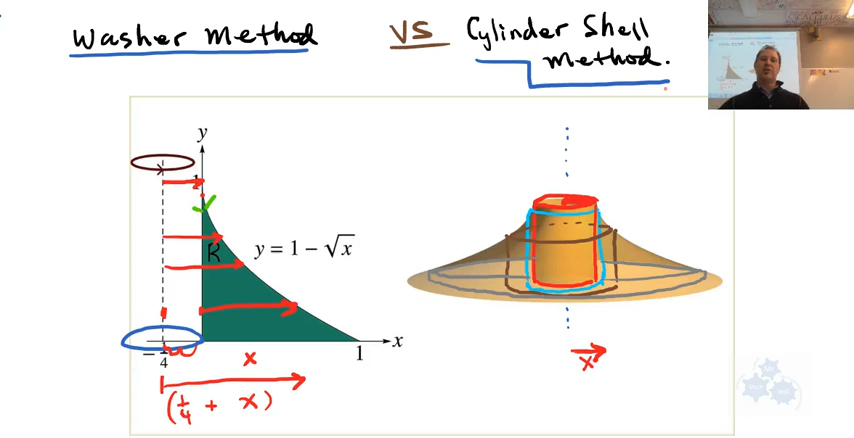 Washer Method VS Cylinder Shell
Method.
y
1
R
y = 1 − √x
x
−1/4
1
x
x
(1/4 + x)